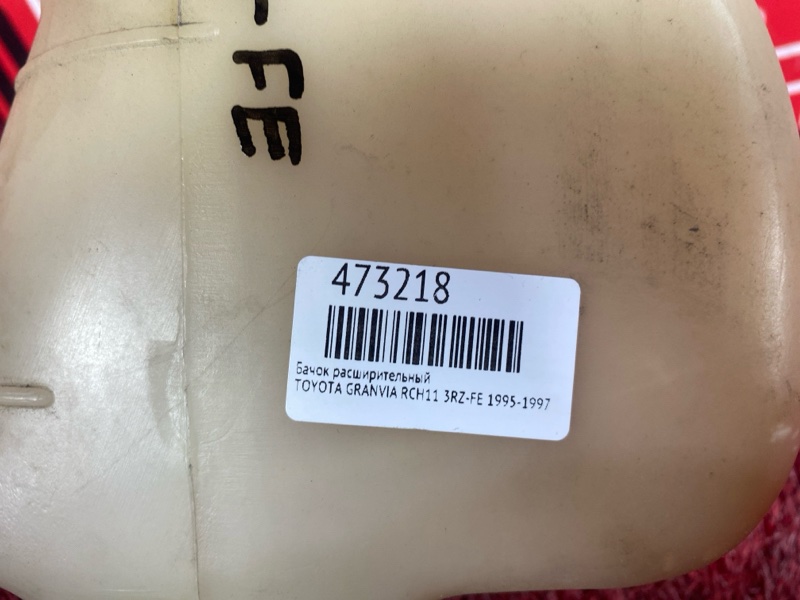 -FE
473218
Бачок расширительный
TOYOTA GRANVIA RCH11 3RZ-FE 1995-1997